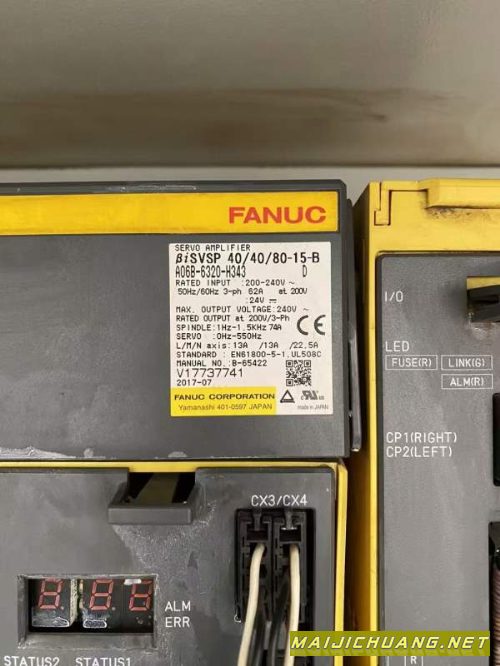 FANUC
SERVO AMPLIFIER
βiSVSP 40/40/80-15-B
A06B-6320-H343 D
RATED INPUT: 200-240V~
50Hz/60Hz 3-ph 62A at 200V
:24V
MAX. OUTPUT VOLTAGE: 240V~
RATED OUTPUT at 200V/3-Ph
SPINDLE: 1Hz-1.5KHz 74A
SERVO: 0Hz-550Hz
L/M/N axis: 13A /13A /22.5A
STANDARD : EN61800-5-1, UL508C
MANUAL NO. : B-65422
V17737741
2017-07
FANUC CORPORATION
Yamanashi 401-0597 JAPAN
CE
made in JAPAN
I/O
LED
FUSE(R) LINK(G)
ALM(R)
CP1(RIGHT)
CP2(LEFT)
CX3/CX4
ALM
ERR
STATUS2 STATUS1
[R]
MAIJICHUANG.NET